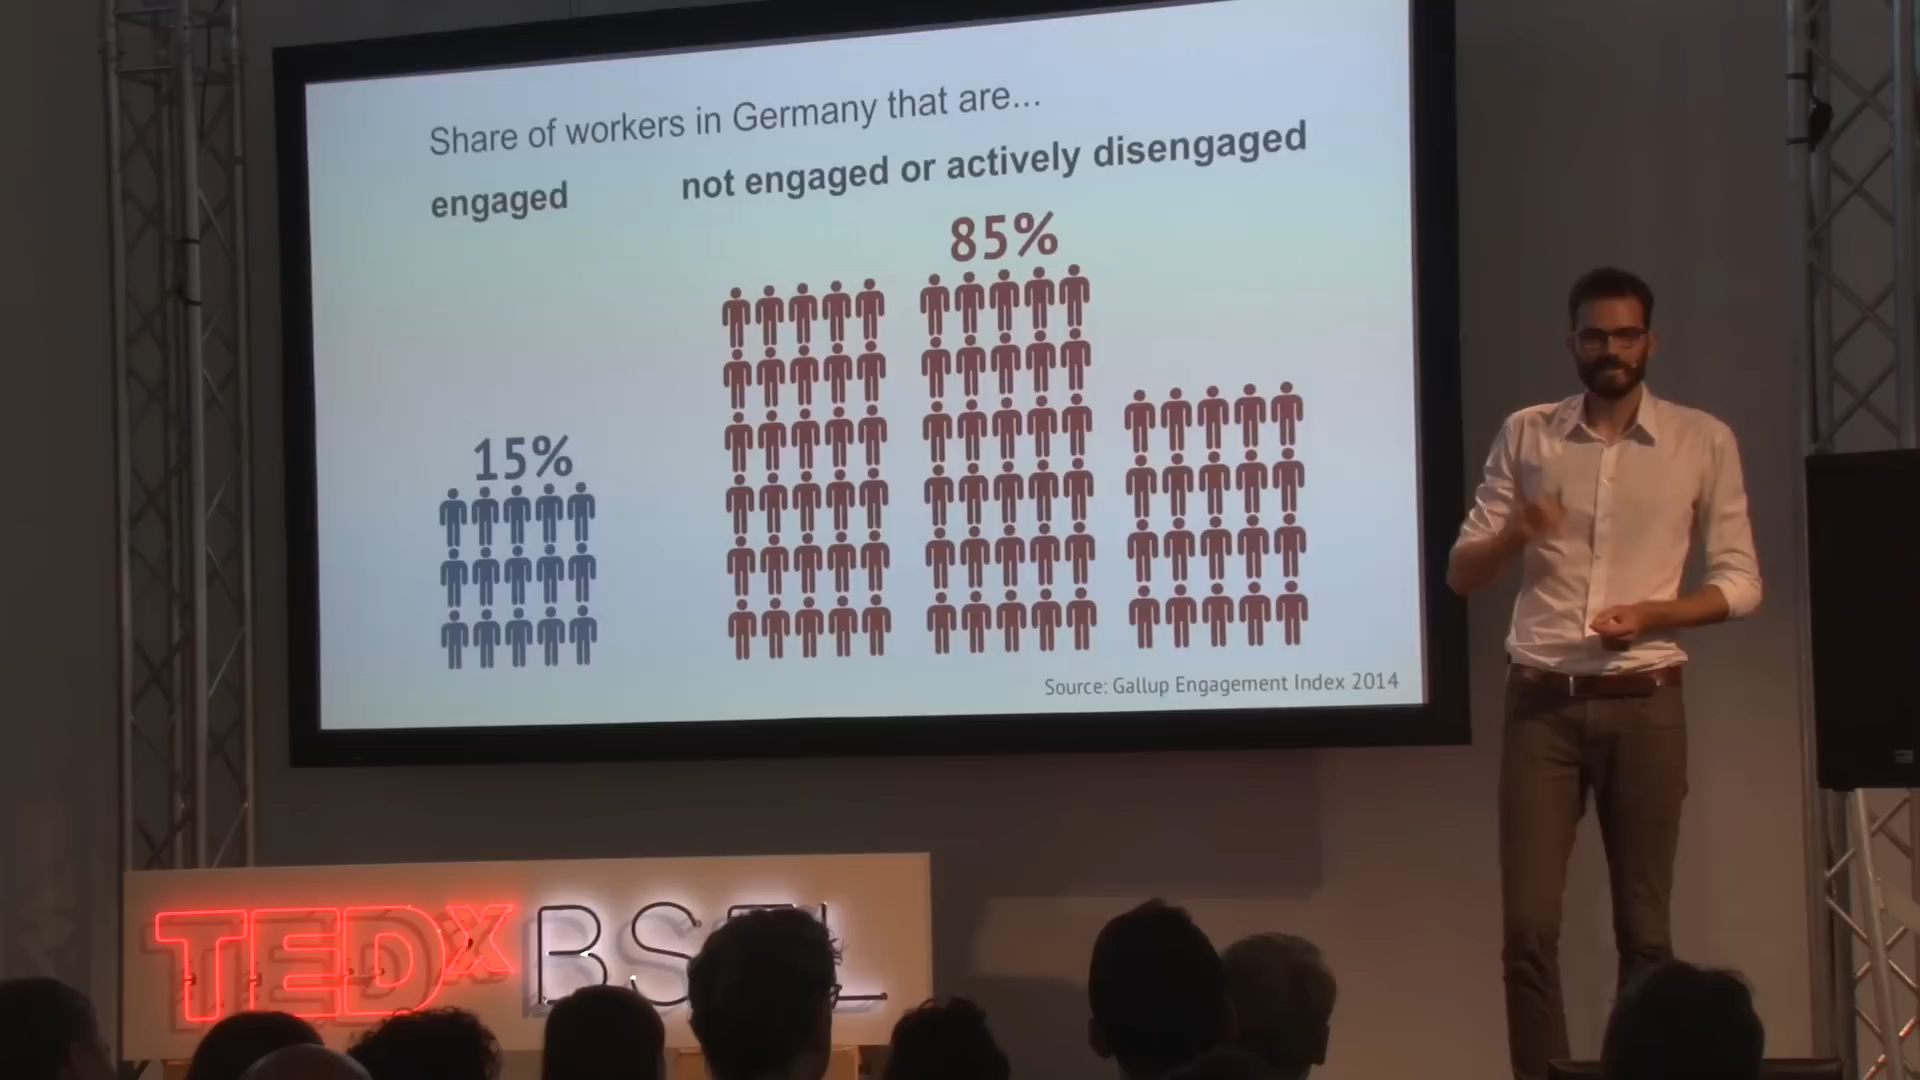 Share of workers in Germany that are...
engaged
not engaged or actively disengaged
85%
15%
Source: Gallup Engagement Index 2014
TEDx